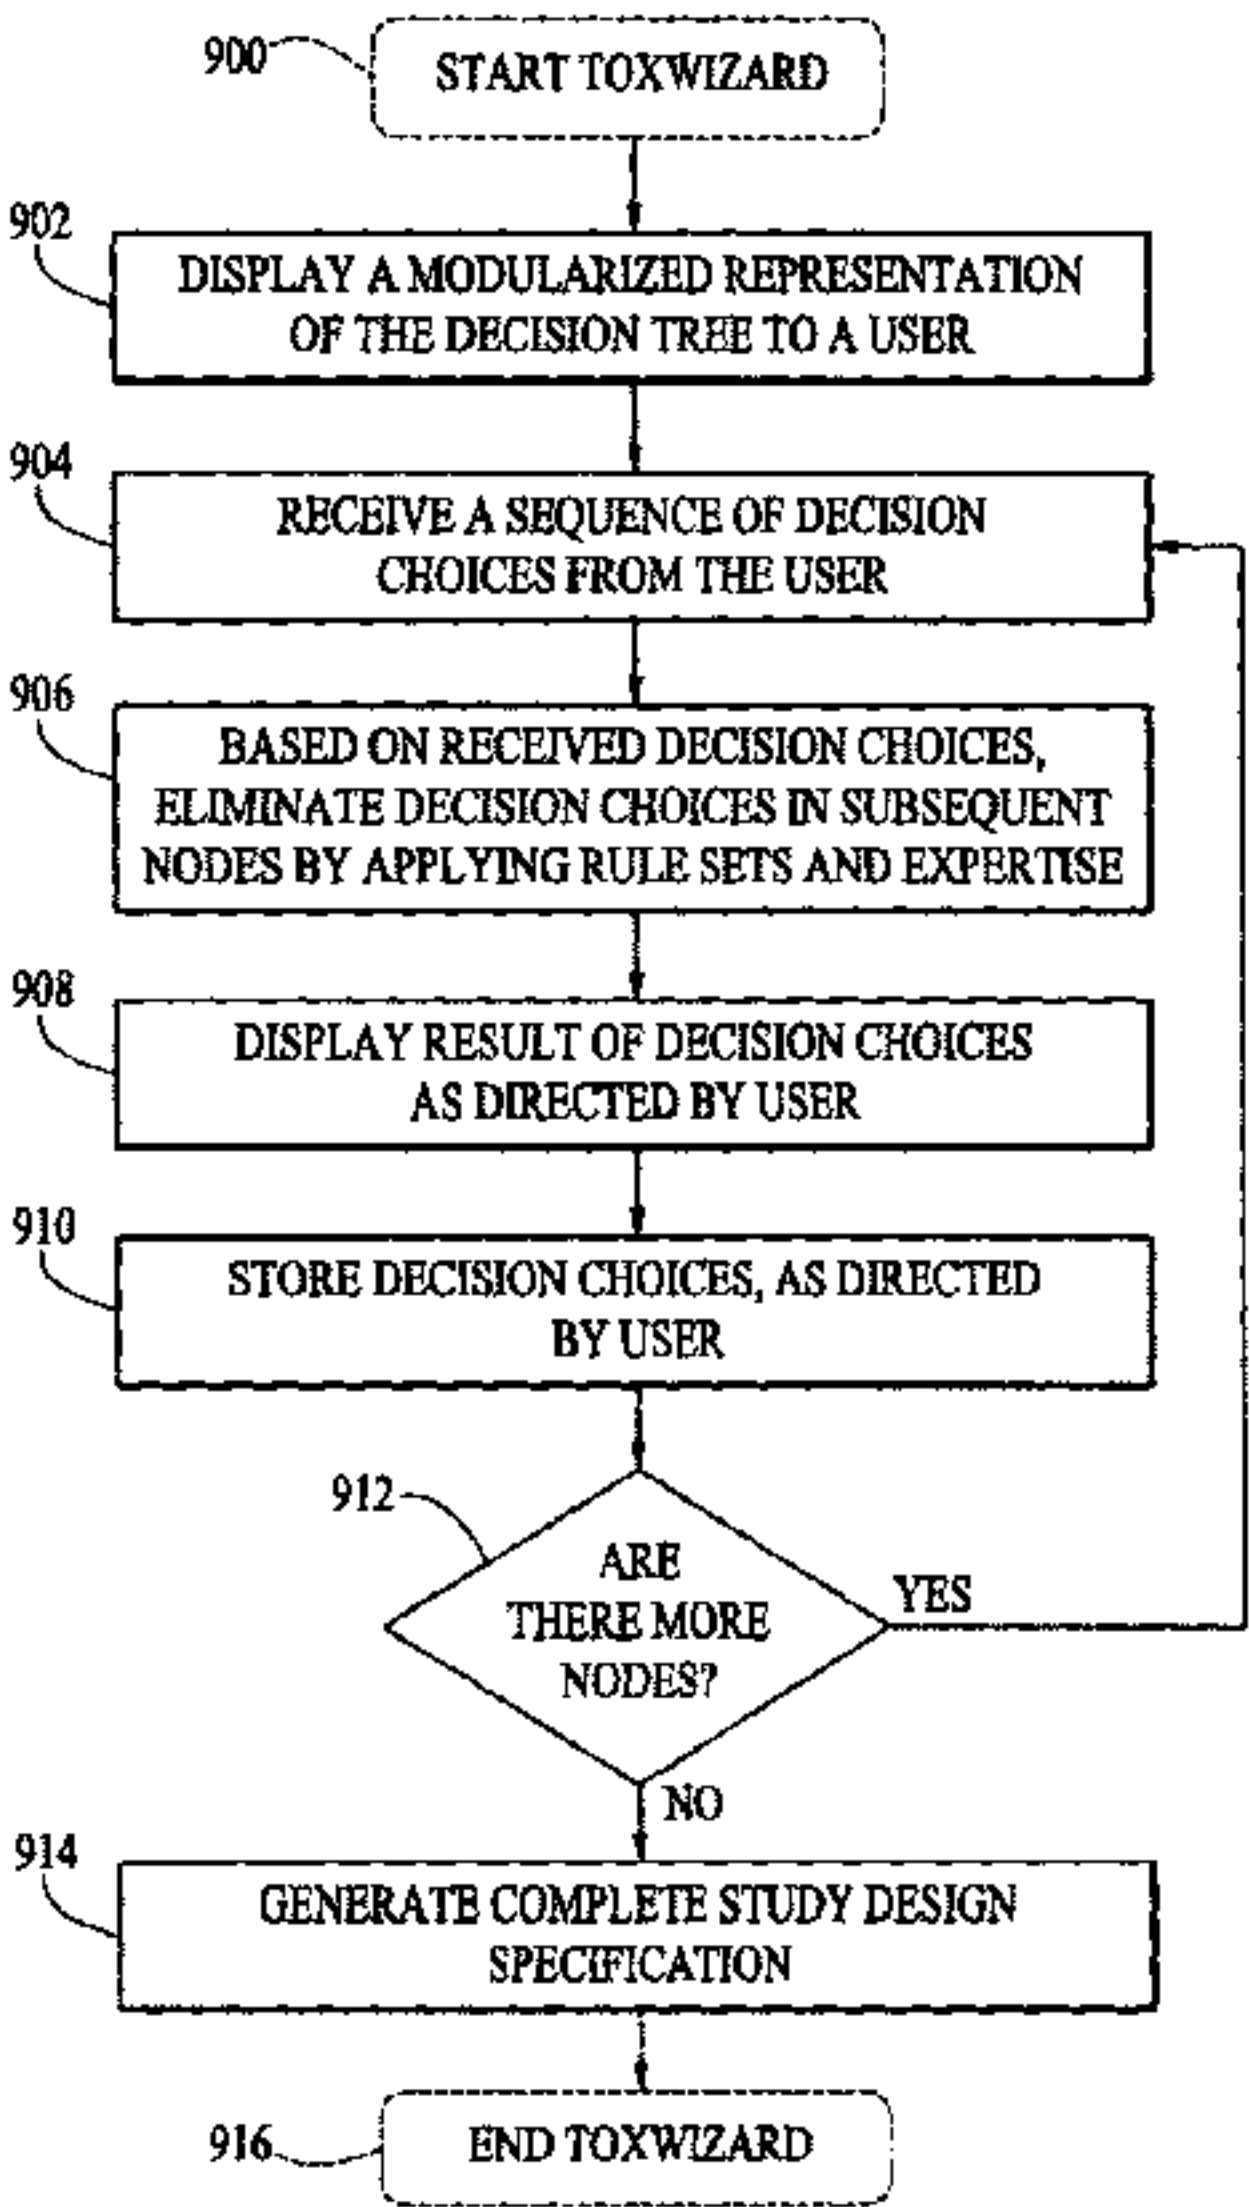 900
START TOXWIZARD
902
DISPLAY A MODULARIZED REPRESENTATION
OF THE DECISION TREE TO A USER
904
RECEIVE A SEQUENCE OF DECISION
CHOICES FROM THE USER
906
BASED ON RECEIVED DECISION CHOICES,
ELIMINATE DECISION CHOICES IN SUBSEQUENT
NODES BY APPLYING RULE SETS AND EXPERTISE
908
DISPLAY RESULT OF DECISION CHOICES
AS DIRECTED BY USER
910
STORE DECISION CHOICES, AS DIRECTED
BY USER
912
ARE
THERE MORE
NODES?
YES
NO
914
GENERATE COMPLETE STUDY DESIGN
SPECIFICATION
916
END TOXWIZARD